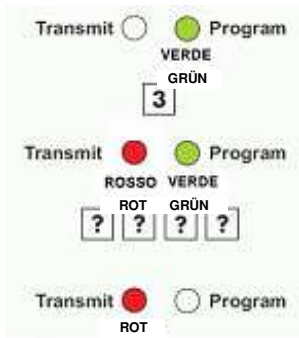 Transmit Program
VERDE
GRÜN
3
Transmit Program
ROSSO VERDE
ROT GRÜN
? ? ? ?
Transmit Program
ROT